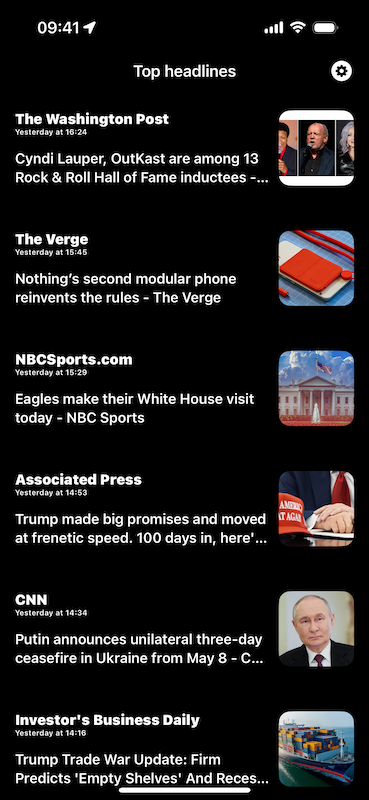 09:41
Top headlines
The Washington Post
Yesterday at 16:24
Cyndi Lauper, OutKast are among 13
Rock & Roll Hall of Fame inductees -...
The Verge
Yesterday at 15:45
Nothing's second modular phone
reinvents the rules - The Verge
NBCSports.com
Yesterday at 15:29
Eagles make their White House visit
today - NBC Sports
Associated Press
Yesterday at 14:53
Trump made big promises and moved
at frenetic speed. 100 days in, here'...
AMERIC
AT AGAI
CNN
Yesterday at 14:34
Putin announces unilateral three-day
ceasefire in Ukraine from May 8 - C...
Investor's Business Daily
Yesterday at 14:16
Trump Trade War Update: Firm
Predicts 'Empty Shelves' And Reces...